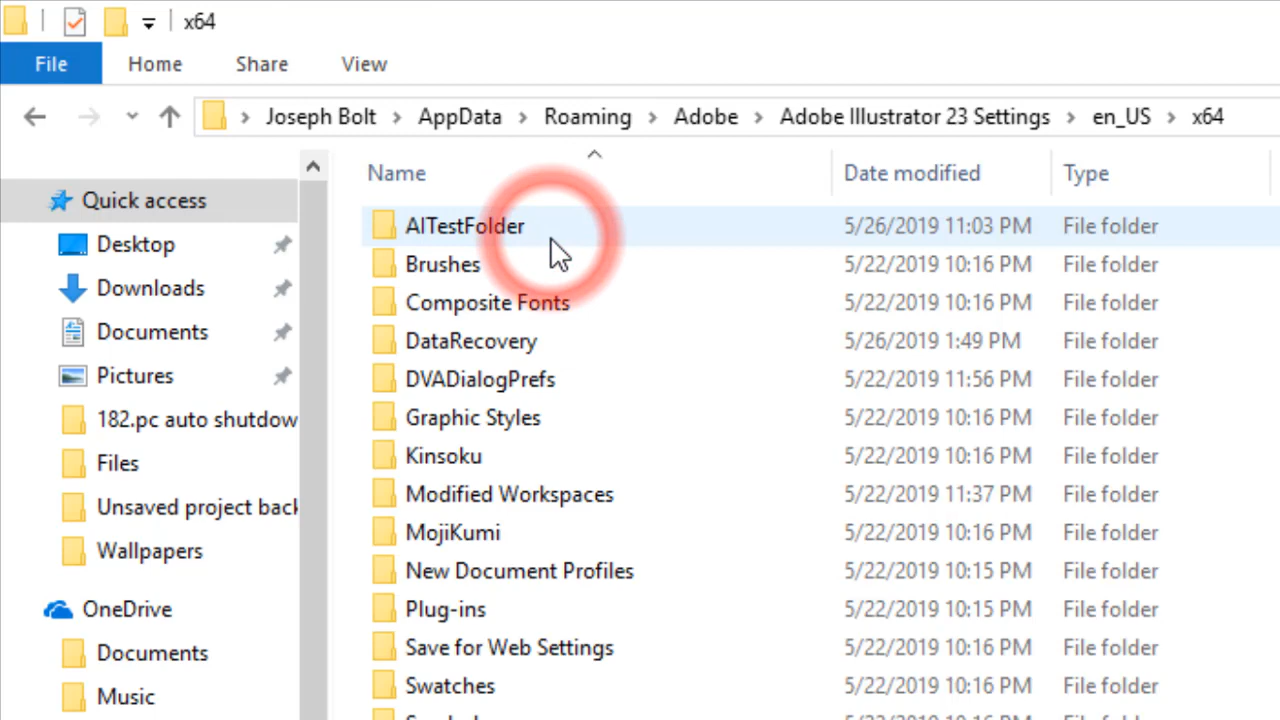 x64
File Home Share View
Joseph Bolt AppData Roaming Adobe Adobe Illustrator 23 Settings en_US x64
Name Date modified Type
Quick access
Desktop
Downloads
Documents
Pictures
182.pc auto shutdown
Files
Unsaved project back
Wallpapers
OneDrive
Documents
Music
AITestFolder 5/26/2019 11:03 PM File folder
Brushes 5/22/2019 10:16 PM File folder
Composite Fonts 5/22/2019 10:16 PM File folder
DataRecovery 5/26/2019 1:49 PM File folder
DVADialogPrefs 5/22/2019 11:56 PM File folder
Graphic Styles 5/22/2019 10:16 PM File folder
Kinsoku 5/22/2019 10:16 PM File folder
Modified Workspaces 5/22/2019 11:37 PM File folder
MojiKumi 5/22/2019 10:16 PM File folder
New Document Profiles 5/22/2019 10:15 PM File folder
Plug-ins 5/22/2019 10:15 PM File folder
Save for Web Settings 5/22/2019 10:16 PM File folder
Swatches 5/22/2019 10:16 PM File folder